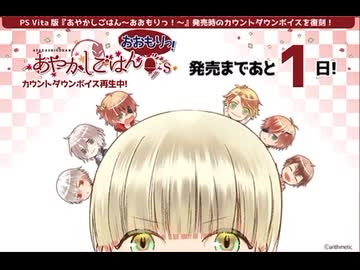 PS Vita版『あやかしごはん～おおもりっ！～』発売時のカウントダウンボイスを復刻！
おおもりっ!
あやかしごはん
for S
カウントダウンボイス再生中!
発売まであと1日!
©arithmetic